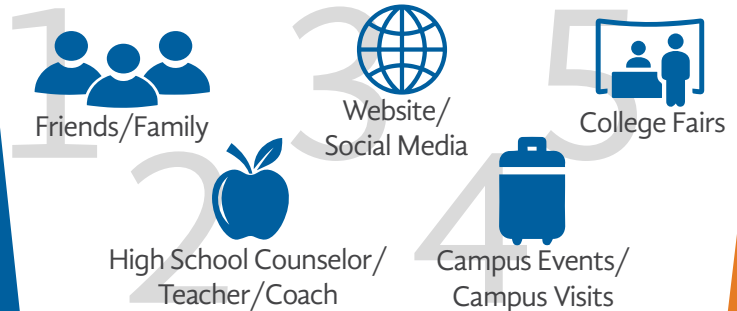 1
Friends/Family
2
High School Counselor/
Teacher/Coach
3
Website/
Social Media
4
Campus Events/
Campus Visits
5
College Fairs